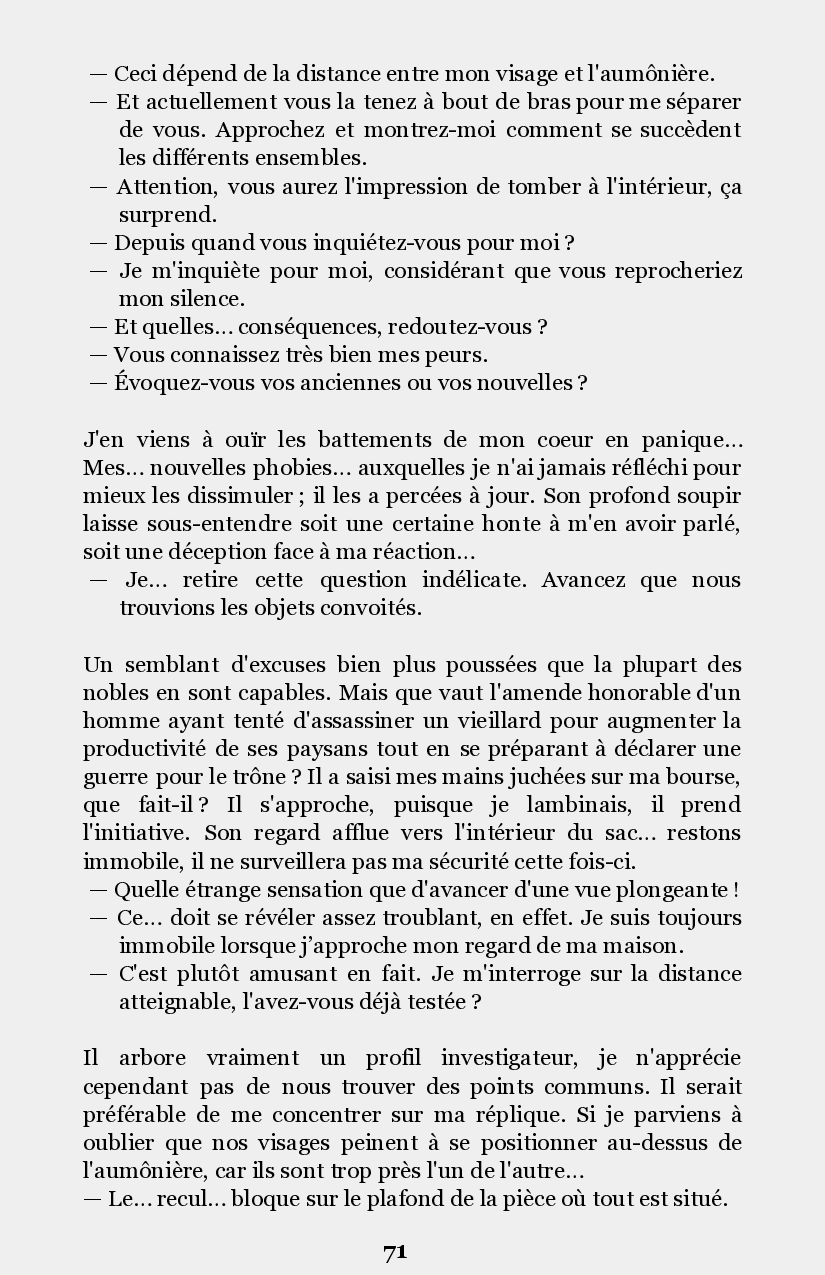 — Ceci dépend de la distance entre mon visage et l'aumônière.
— Et actuellement vous la tenez à bout de bras pour me séparer
de vous. Approchez et montrez-moi comment se succèdent
les différents ensembles.
— Attention, vous aurez l'impression de tomber à l'intérieur, ça
surprend.
— Depuis quand vous inquiétez-vous pour moi ?
— Je m'inquiète pour moi, considérant que vous reprocheriez
mon silence.
— Et quelles... conséquences, redoutez-vous ?
— Vous connaissez très bien mes peurs.
— Évoquez-vous vos anciennes ou vos nouvelles ?
J'en viens à ouïr les battements de mon coeur en panique...
Mes... nouvelles phobies... auxquelles je n'ai jamais réfléchi pour
mieux les dissimuler ; il les a percées à jour. Son profond soupir
laisse sous-entendre soit une certaine honte à m'en avoir parlé,
soit une déception face à ma réaction...
— Je... retire cette question indélicate. Avancez que nous
trouvions les objets convoités.
Un semblant d'excuses bien plus poussées que la plupart des
nobles en sont capables. Mais que vaut l'amende honorable d'un
homme ayant tenté d'assassiner un vieillard pour augmenter la
productivité de ses paysans tout en se préparant à déclarer une
guerre pour le trône ? Il a saisi mes mains juchées sur ma bourse,
que fait-il ? Il s'approche, puisque je lambinais, il prend
l'initiative. Son regard afflue vers l'intérieur du sac... restons
immobile, il ne surveillera pas ma sécurité cette fois-ci.
— Quelle étrange sensation que d'avancer d'une vue plongeante !
— Ce... doit se révéler assez troublant, en effet. Je suis toujours
immobile lorsque j’approche mon regard de ma maison.
— C'est plutôt amusant en fait. Je m'interroge sur la distance
atteignable, l'avez-vous déjà testée ?
Il arbore vraiment un profil investigateur, je n'apprécie
cependant pas de nous trouver des points communs. Il serait
préférable de me concentrer sur ma réplique. Si je parviens à
oublier que nos visages peinent à se positionner au-dessus de
l'aumônière, car ils sont trop près l'un de l'autre...
— Le... recul... bloque sur le plafond de la pièce où tout est situé.
71